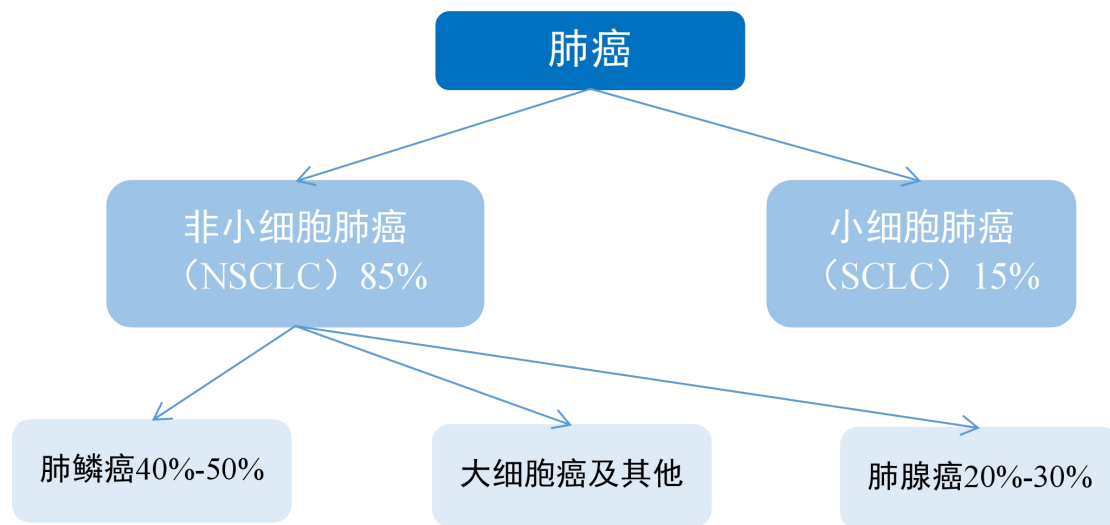 肺癌
非小细胞肺癌
（NSCLC）85%
小细胞肺癌
（SCLC）15%
肺鳞癌40%-50%
大细胞癌及其他
肺腺癌20%-30%